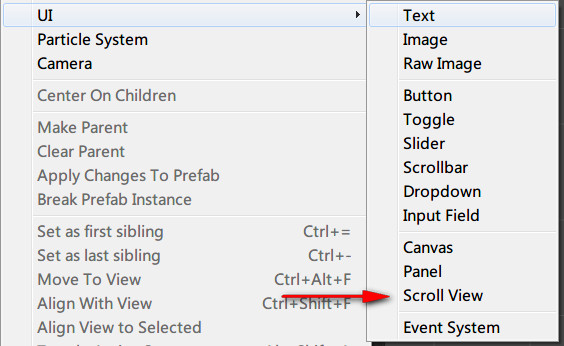 UI
Particle System
Camera
Center On Children
Make Parent
Clear Parent
Apply Changes To Prefab
Break Prefab Instance
Set as first sibling Ctrl+=
Set as last sibling Ctrl+-
Move To View Ctrl+Alt+F
Align With View Ctrl+Shift+F
Align View to Selected
Text
Image
Raw Image
Button
Toggle
Slider
Scrollbar
Dropdown
Input Field
Canvas
Panel
Scroll View
Event System